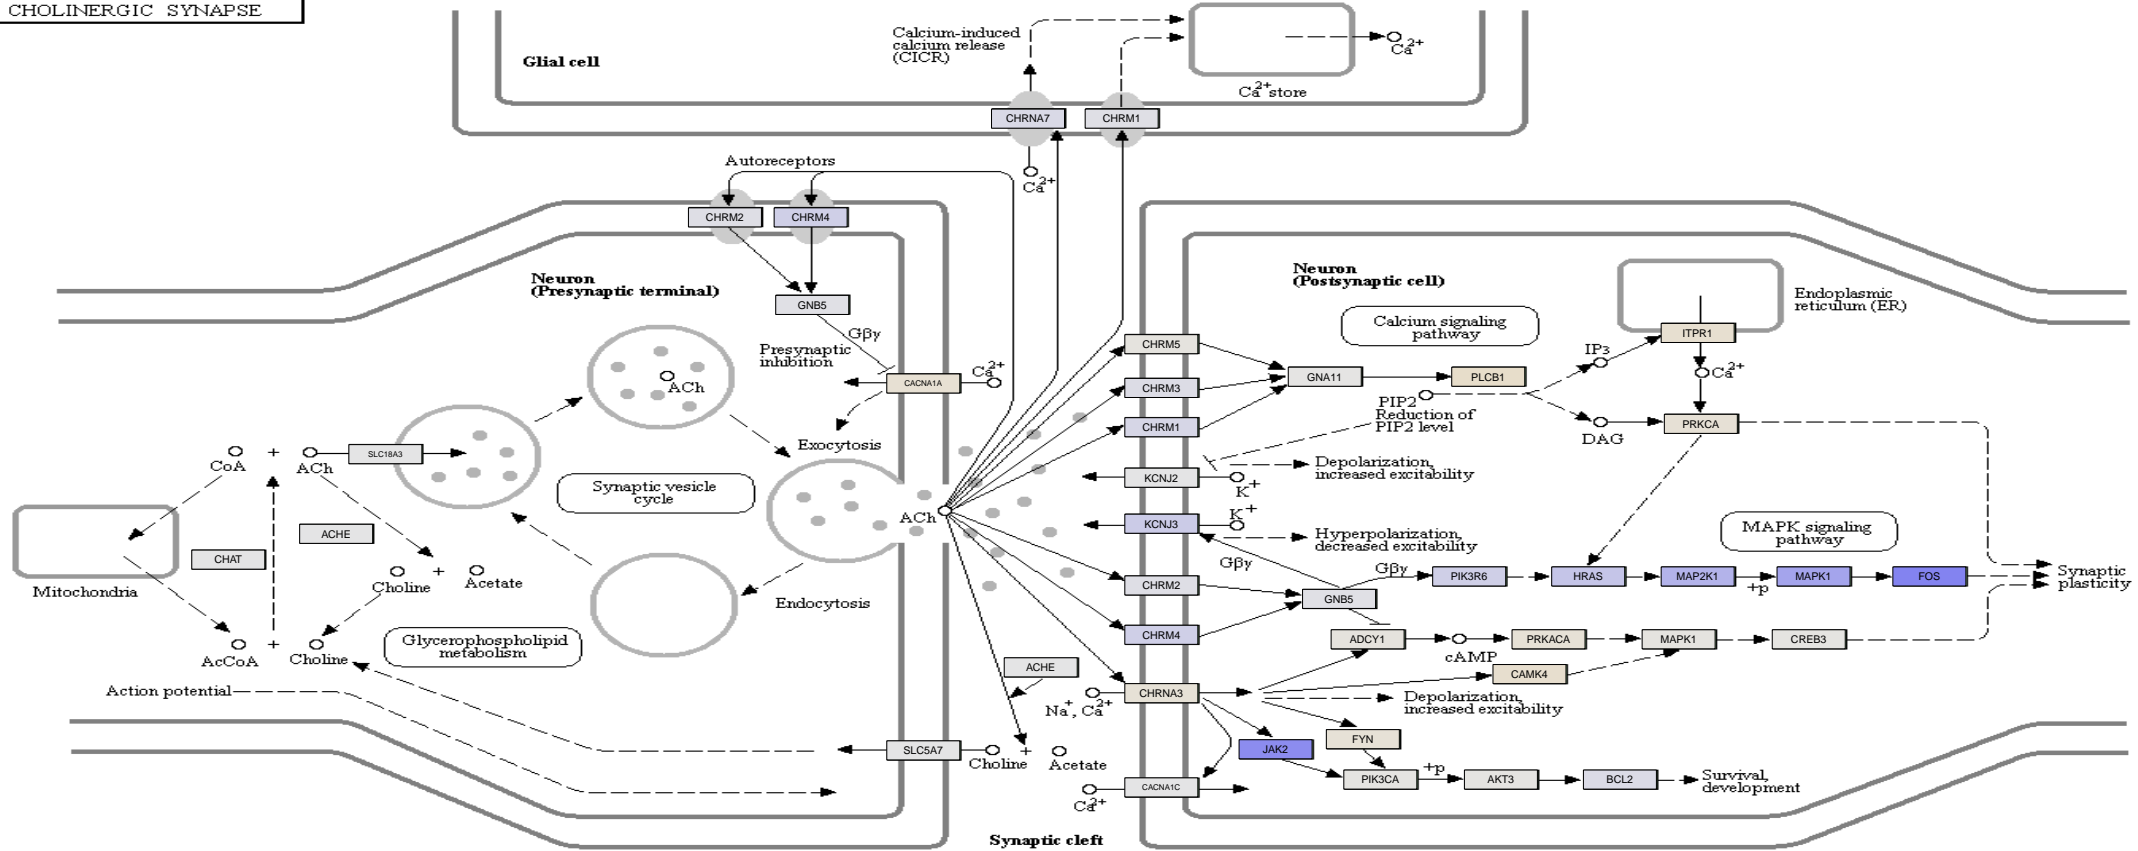 CHOLINERGIC SYNAPSE
Glial cell
Calcium-induced
calcium release
(CICR)
Ca2+
Ca2+ store
CHRNA7
CHRM1
Ca2+
Autoreceptors
CHRM2
CHRM4
Neuron
(Presynaptic terminal)
GNB5
Gβγ
Presynaptic
inhibition
CACNA1A
Ca2+
ACh
Exocytosis
CoA
+
ACh
SLC18A3
Synaptic vesicle
cycle
ACh
CHAT
ACHE
Mitochondria
Choline
+
Acetate
Endocytosis
AcCoA
+
Choline
Glycerophospholipid
metabolism
Action potential
SLC5A7
Choline
+
Acetate
ACHE
Synaptic cleft
Neuron
(Postsynaptic cell)
Endoplasmic
reticulum (ER)
Calcium signaling
pathway
ITPR1
IP3
Ca2+
CHRM5
CHRM3
CHRM1
GNA11
PLCB1
PIP2
Reduction of
PIP2 level
DAG
PRKCA
KCNJ2
K+
Depolarization,
increased excitability
KCNJ3
K+
Hyperpolarization,
decreased excitability
MAPK signaling
pathway
Gβγ
Gβγ
CHRM2
GNB5
PIK3R6
HRAS
MAP2K1
+p
MAPK1
FOS
Synaptic
plasticity
CHRM4
ADCY1
cAMP
PRKACA
MAPK1
CREB3
CAMK4
CHRNA3
Na+, Ca2+
Depolarization,
increased excitability
JAK2
FYN
CACNA1C
Ca2+
PIK3CA
+p
AKT3
BCL2
Survival,
development